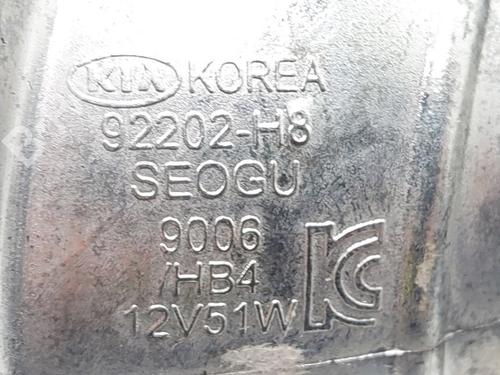 KIA KOREA
92202-H8
SEOGU
9006
/HB4
12V51W